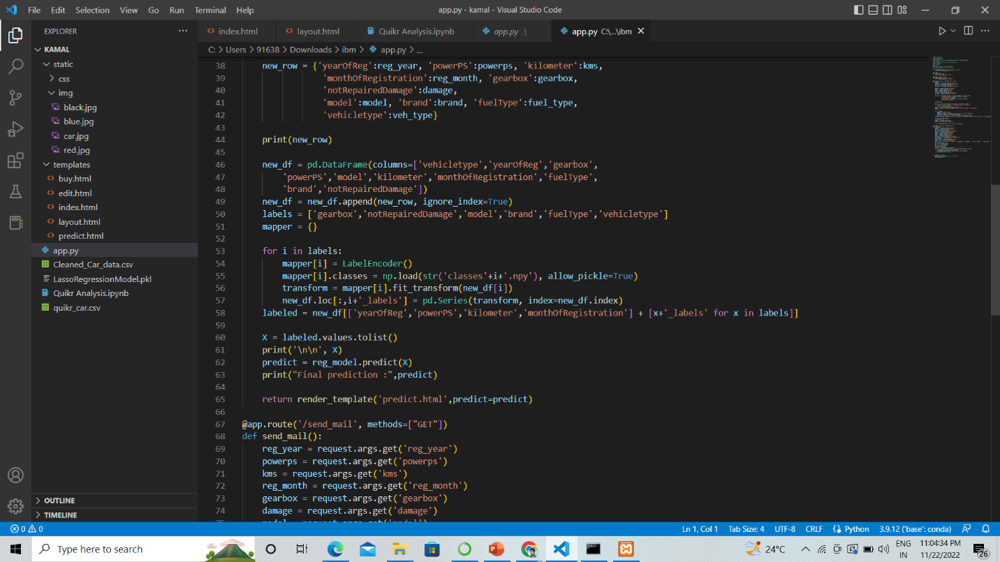 File Edit Selection View Go Run Terminal Help
app.py - kamal - Visual Studio Code
EXPLORER
KAMAL
static
css
img
black.jpg
blue.jpg
car.jpg
red.jpg
templates
buy.html
edit.html
index.html
layout.html
predict.html
app.py
Cleaned_Car_data.csv
LassoRegressionModel.pkl
Quikr Analysis.ipynb
quikr_car.csv
OUTLINE
TIMELINE
index.html layout.html Quikr Analysis.ipynb app.py .\ app.py C:\...\ibm
C: > Users > 91638 > Downloads > ibm > app.py > ...
38 new_row = {'yearOfReg':reg_year, 'powerPS':powerps, 'kilometer':kms,
39 'monthOfRegistration':reg_month, 'gearbox':gearbox,
40 'notRepairedDamage':damage,
41 'model':model, 'brand':brand, 'fuelType':fuel_type,
42 'vehicletype':veh_type}
43
44 print(new_row)
45
46 new_df = pd.DataFrame(columns=['vehicletype','yearOfReg','gearbox',
47 'powerPS','model','kilometer','monthOfRegistration','fuelType',
48 'brand','notRepairedDamage'])
49 new_df = new_df.append(new_row, ignore_index=True)
50 labels = ['gearbox','notRepairedDamage','model','brand','fuelType','vehicletype']
51 mapper = {}
52
53 for i in labels:
54 mapper[i] = LabelEncoder()
55 mapper[i].classes = np.load(str('classes'+i+'.npy'), allow_pickle=True)
56 transform = mapper[i].fit_transform(new_df[i])
57 new_df.loc[:,i+'_labels'] = pd.Series(transform, index=new_df.index)
58 labeled = new_df[['yearOfReg','powerPS','kilometer','monthOfRegistration'] + [x+'_labels' for x in labels]]
59
60 X = labeled.values.tolist()
61 print('\n\n', X)
62 predict = reg_model.predict(X)
63 print("Final prediction :",predict)
64
65 return render_template('predict.html',predict=predict)
66
67 @app.route('/send_mail', methods=["GET"])
68 def send_mail():
69 reg_year = request.args.get('reg_year')
70 powerps = request.args.get('powerps')
71 kms = request.args.get('kms')
72 reg_month = request.args.get('reg_month')
73 gearbox = request.args.get('gearbox')
74 damage = request.args.get('damage')
0 0 Ln 1, Col 1 Tab Size: 4 UTF-8 CRLF Python 3.9.12 ('base': conda)
Type here to search
24°C
ENG
IN
11:04:34 PM
11/22/2022
26